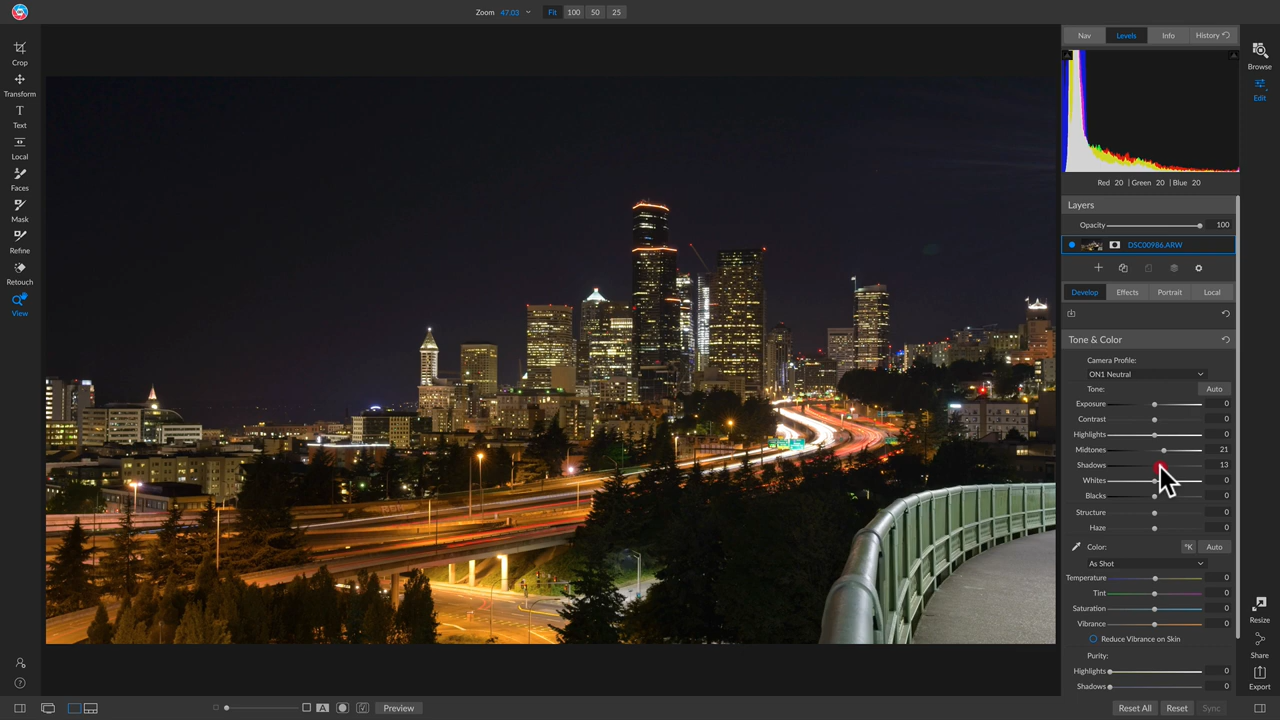 Zoom 47.03 Fit 100 50 25
Nav Levels Info History
Crop
Transform
Text
Local
Faces
Mask
Refine
Retouch
View
Browse
Edit
Red 20 | Green 20 | Blue 20
Layers
Opacity 100
DSC00986.ARW
Develop Effects Portrait Local
Tone & Color
Camera Profile:
ON1 Neutral
Tone: Auto
Exposure 0
Contrast 0
Highlights 0
Midtones 21
Shadows 13
Whites 0
Blacks 0
Structure 0
Haze 0
Color: °K Auto
As Shot
Temperature 0
Tint 0
Saturation 0
Vibrance 0
Reduce Vibrance on Skin
Purity:
Highlights 0
Shadows 0
Resize
Share
Export
A Preview
Reset All Reset Sync